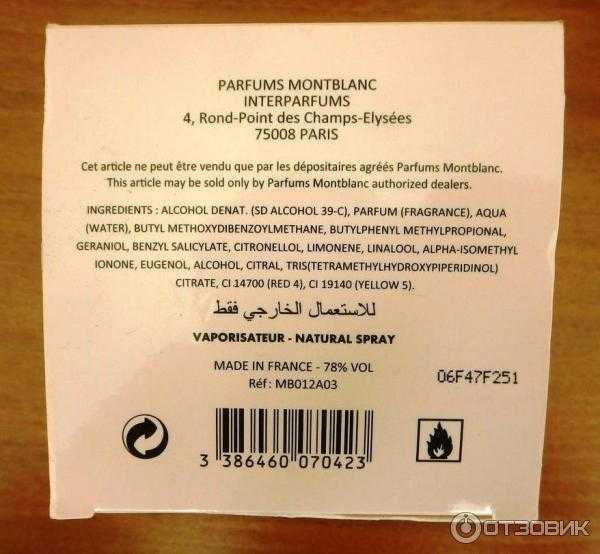 PARFUMS MONTBLANC
INTERPARFUMS
4, Rond-Point des Champs-Elysées
75008 PARIS
Cet article ne peut être vendu que par les dépositaires agréés Parfums Montblanc.
This article may be sold only by Parfums Montblanc authorized dealers.
INGREDIENTS : ALCOHOL DENAT. (SD ALCOHOL 39-C), PARFUM (FRAGRANCE), AQUA
(WATER), BUTYL METHOXYDIBENZOYLMETHANE, BUTYLPHENYL METHYLPROPIONAL,
GERANIOL, BENZYL SALICYLATE, CITRONELLOL, LIMONENE, LINALOOL, ALPHA-ISOMETHYL
IONONE, EUGENOL, ALCOHOL, CITRAL, TRIS(TETRAMETHYLHYDROXYPIPERIDINOL)
CITRATE, CI 14700 (RED 4), CI 19140 (YELLOW 5).
للاستعمال الخارجي فقط
VAPORISATEUR - NATURAL SPRAY
MADE IN FRANCE - 78% VOL
Réf : MB012A03
06F47F251
3 386460 070423
ОТЗОВИК